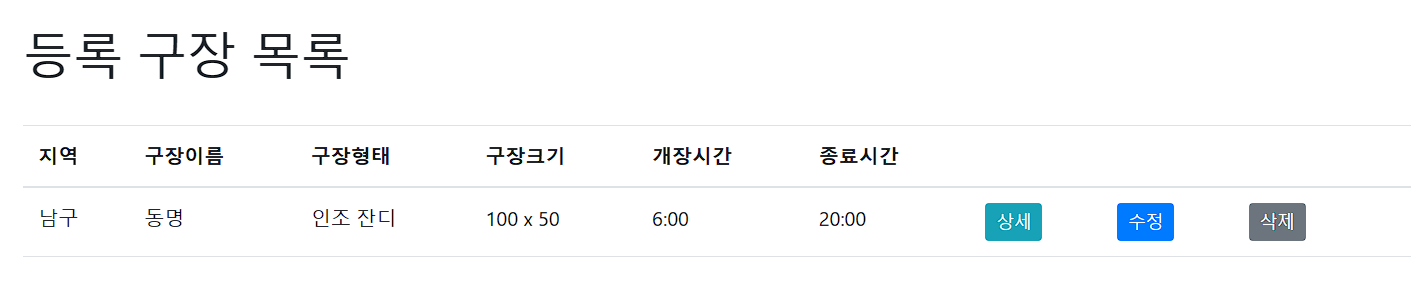 등록 구장 목록
지역 구장이름 구장형태 구장크기 개장시간 종료시간
남구 동명 인조 잔디 100 x 50 6:00 20:00 상세 수정 삭제